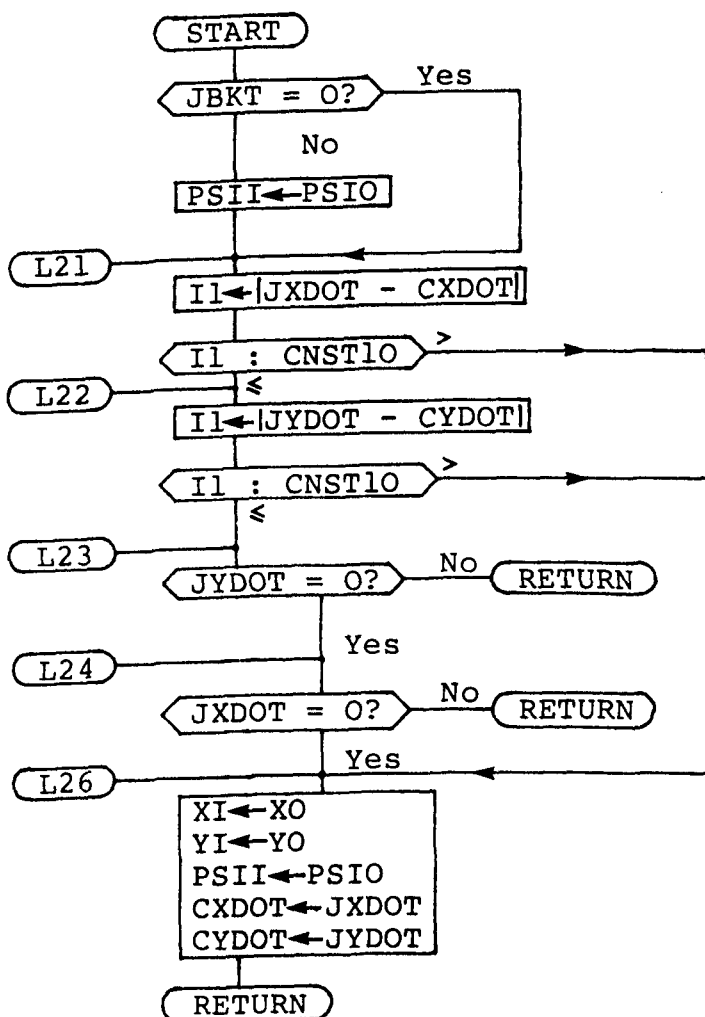 START
JBKT = O?
Yes
No
PSII←PSIO
L21
I1←|JXDOT - CXDOT|
I1 : CNST1O
>
L22
≤
I1←|JYDOT - CYDOT|
I1 : CNST1O
>
≤
L23
JYDOT = O?
No
RETURN
Yes
L24
JXDOT = O?
No
RETURN
Yes
L26
XI←XO
YI←YO
PSII←PSIO
CXDOT←JXDOT
CYDOT←JYDOT
RETURN